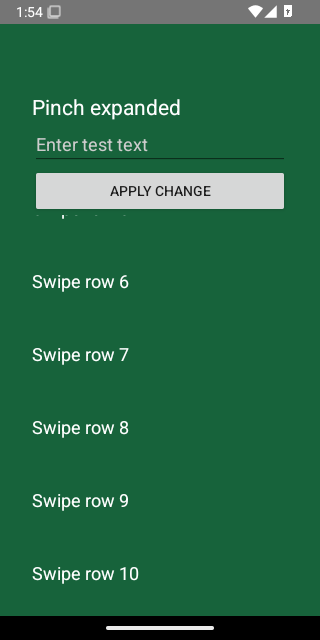 1:54
Pinch expanded
Enter test text
APPLY CHANGE
Swipe row 6
Swipe row 7
Swipe row 8
Swipe row 9
Swipe row 10